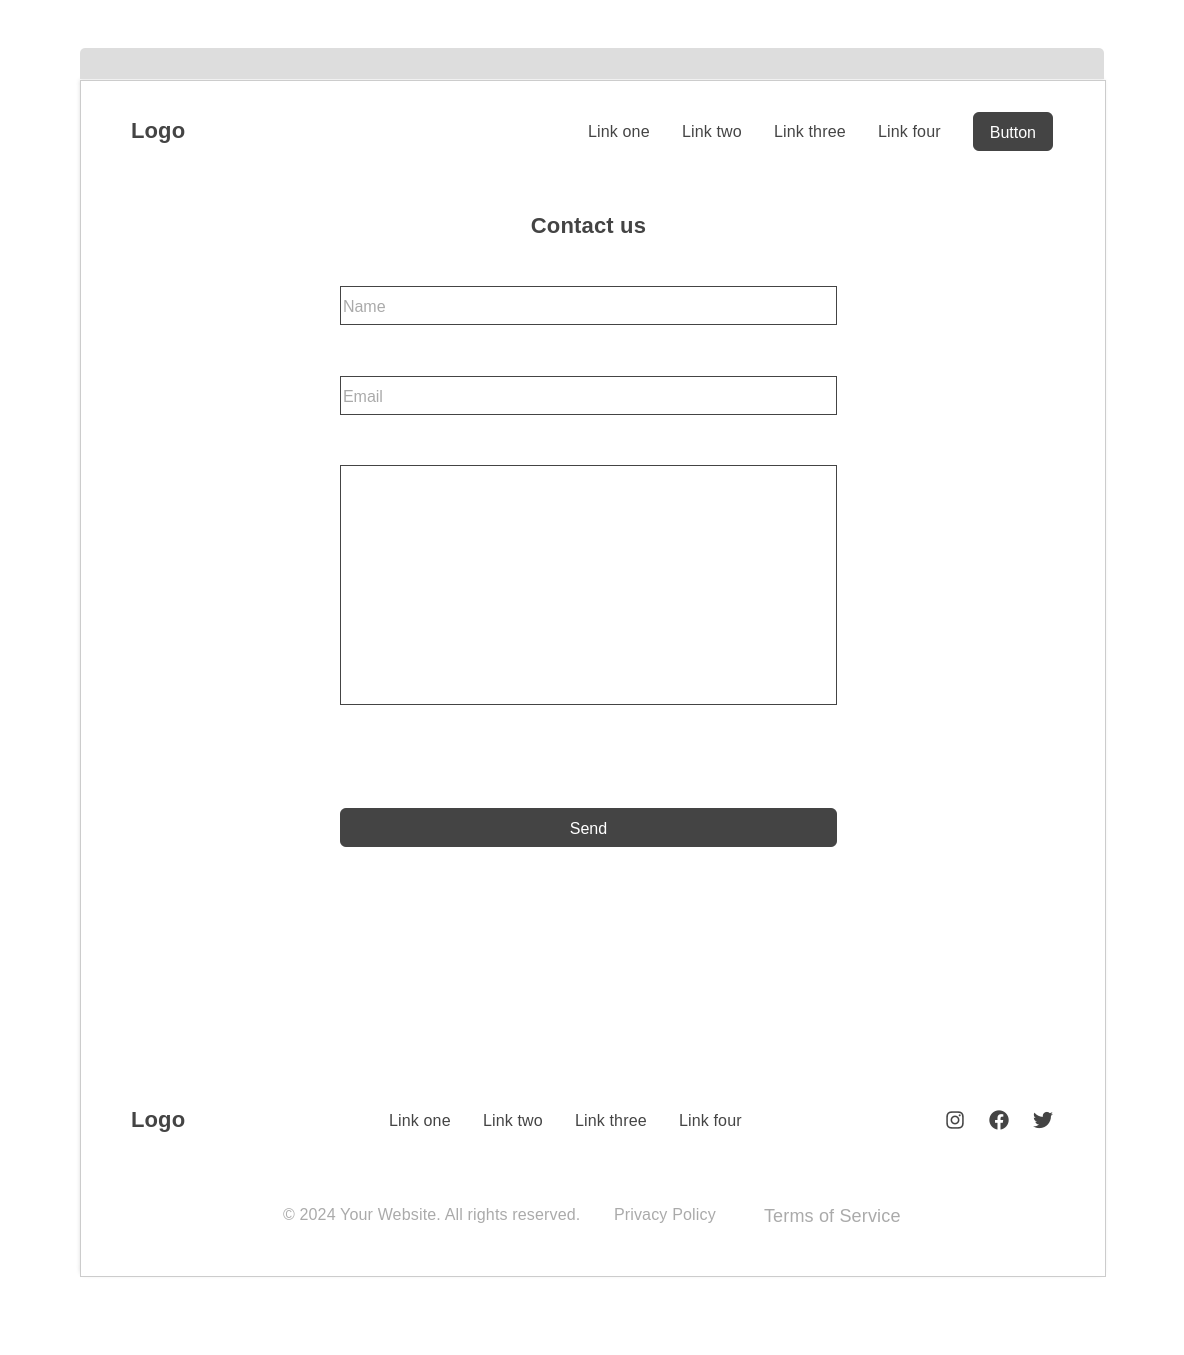 Logo
Link one Link two Link three Link four Button
Contact us
Name
Email
Send
Logo
Link one Link two Link three Link four
© 2024 Your Website. All rights reserved. Privacy Policy Terms of Service